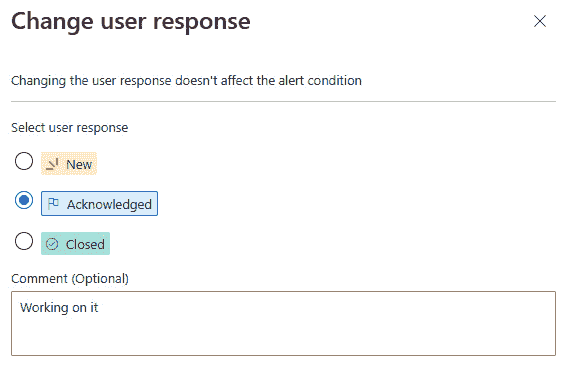 Change user response
Changing the user response doesn't affect the alert condition
Select user response
New
Acknowledged
Closed
Comment (Optional)
Working on it